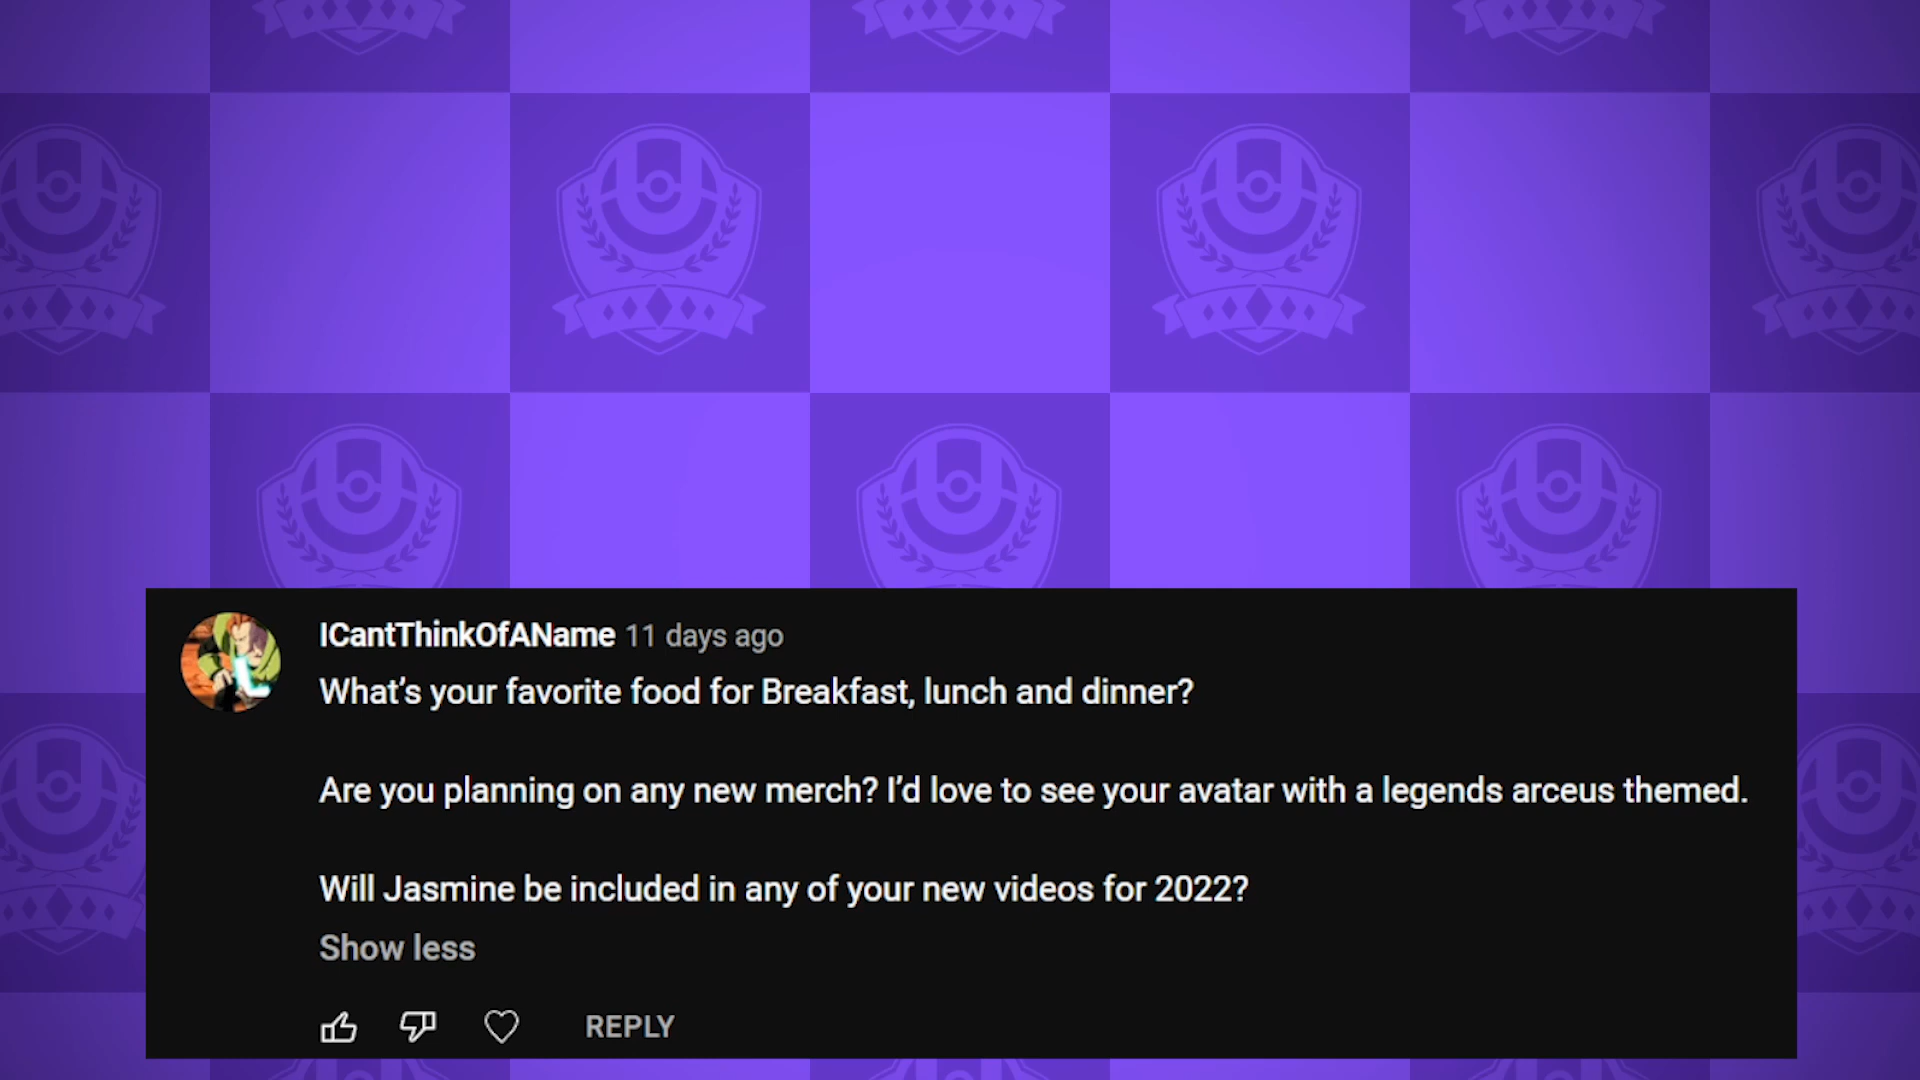 ICantThinkOfAName 11 days ago
What's your favorite food for Breakfast, lunch and dinner?
Are you planning on any new merch? I'd love to see your avatar with a legends arceus themed.
Will Jasmine be included in any of your new videos for 2022?
Show less
REPLY